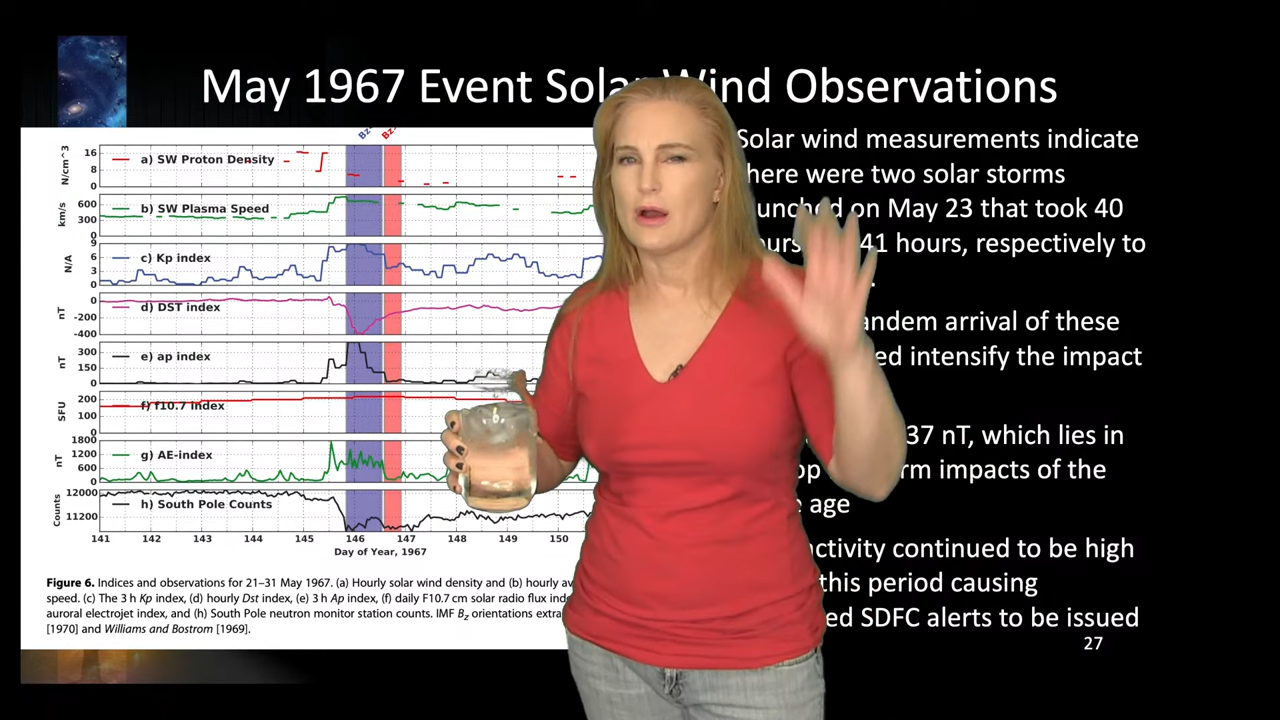 May 1967 Event Solar Wind Observations
Solar wind measurements indicate
here were two solar storms
unched on May 23 that took 40
ours 41 hours, respectively to
andem arrival of these
ed intensify the impact
37 nT, which lies in
op rm impacts of the
age
activity continued to be high
this period causing
ed SDFC alerts to be issued
27
Bz
Bz
N/cm^3
16
8
0
a) SW Proton Density
km/s
600
300
0
b) SW Plasma Speed
N/A
9
6
3
0
c) Kp index
nT
0
-200
-400
d) DST index
nT
300
150
0
e) ap index
SFU
200
100
0
f) f10.7 index
nT
1800
1200
600
0
g) AE-index
Counts
12000
11200
h) South Pole Counts
141 142 143 144 145 146 147 148 149 150
Day of Year, 1967
Figure 6. Indices and observations for 21–31 May 1967. (a) Hourly solar wind density and (b) hourly av
speed. (c) The 3 h Kp index, (d) hourly Dst index, (e) 3 h Ap index, (f) daily F10.7 cm solar radio flux ind
auroral electrojet index, and (h) South Pole neutron monitor station counts. IMF Bz orientations extra
[1970] and Williams and Bostrom [1969].